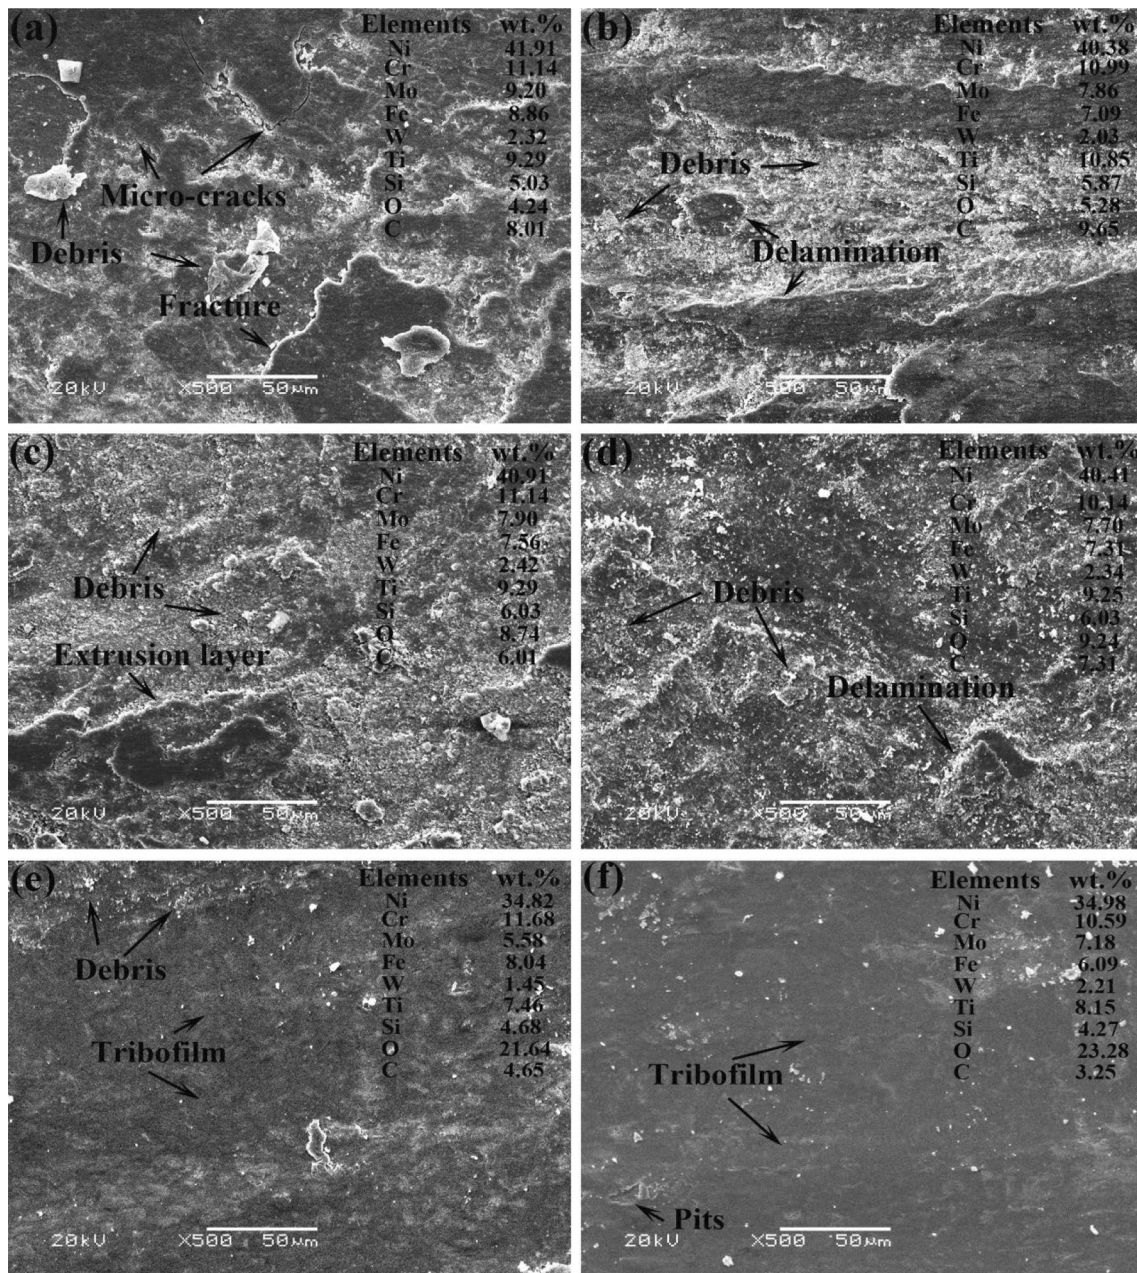 (a)
Elements wt.%
Ni 41.91
Cr 11.14
Mo 9.20
Fe 8.86
W 2.32
Ti 9.29
Si 5.03
O 4.24
C 8.01
Micro-cracks
Debris
Fracture
20kV X500 50μm
(b)
Elements wt.%
Ni 40.38
Cr 10.99
Mo 7.86
Fe 7.09
W 2.03
Ti 10.85
Si 5.87
O 5.28
C 9.65
Debris
Delamination
20kV X500 50μm
(c)
Elements wt.%
Ni 40.91
Cr 11.14
Mo 7.90
Fe 7.56
W 2.42
Ti 9.29
Si 6.03
O 8.74
C 6.01
Debris
Extrusion layer
20kV X500 50μm
(d)
Elements wt.%
Ni 40.41
Cr 10.14
Mo 7.70
Fe 7.31
W 2.34
Ti 9.25
Si 6.03
O 9.24
C 7.31
Debris
Delamination
20kV X500 50μm
(e)
Elements wt.%
Ni 34.82
Cr 11.68
Mo 5.58
Fe 8.04
W 1.45
Ti 7.46
Si 4.68
O 21.64
C 4.65
Debris
Tribofilm
20kV X500 50μm
(f)
Elements wt.%
Ni 34.98
Cr 10.59
Mo 7.18
Fe 6.09
W 2.21
Ti 8.15
Si 4.27
O 23.28
C 3.25
Tribofilm
Pits
20kV X500 50μm